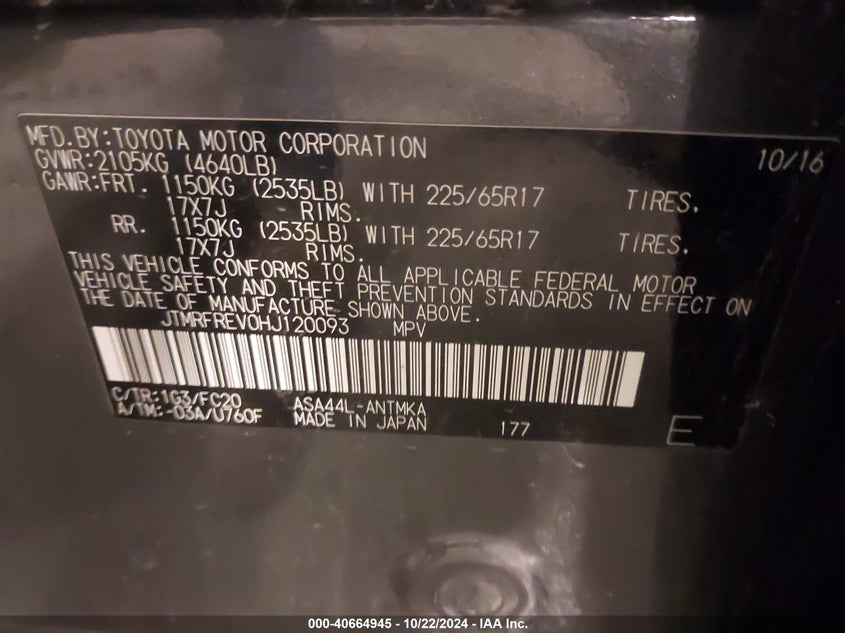 MFD.BY:TOYOTA MOTOR CORPORATION 10/16
GVWR:2105KG (4640LB)
GAWR:FRT. 1150KG (2535LB) WITH 225/65R17 TIRES,
17X7J RIMS.
RR. 1150KG (2535LB) WITH 225/65R17 TIRES,
17X7J RIMS.
THIS VEHICLE CONFORMS TO ALL APPLICABLE FEDERAL MOTOR
VEHICLE SAFETY AND THEFT PREVENTION STANDARDS IN EFFECT ON
THE DATE OF MANUFACTURE SHOWN ABOVE.
JTMRFREV0HJ120093 MPV
C/TR:1G3/FC20 ASA44L-ANTMKA
A/TM:-03A/U760F MADE IN JAPAN 177 E
000-40664945 - 10/22/2024 - IAA Inc.